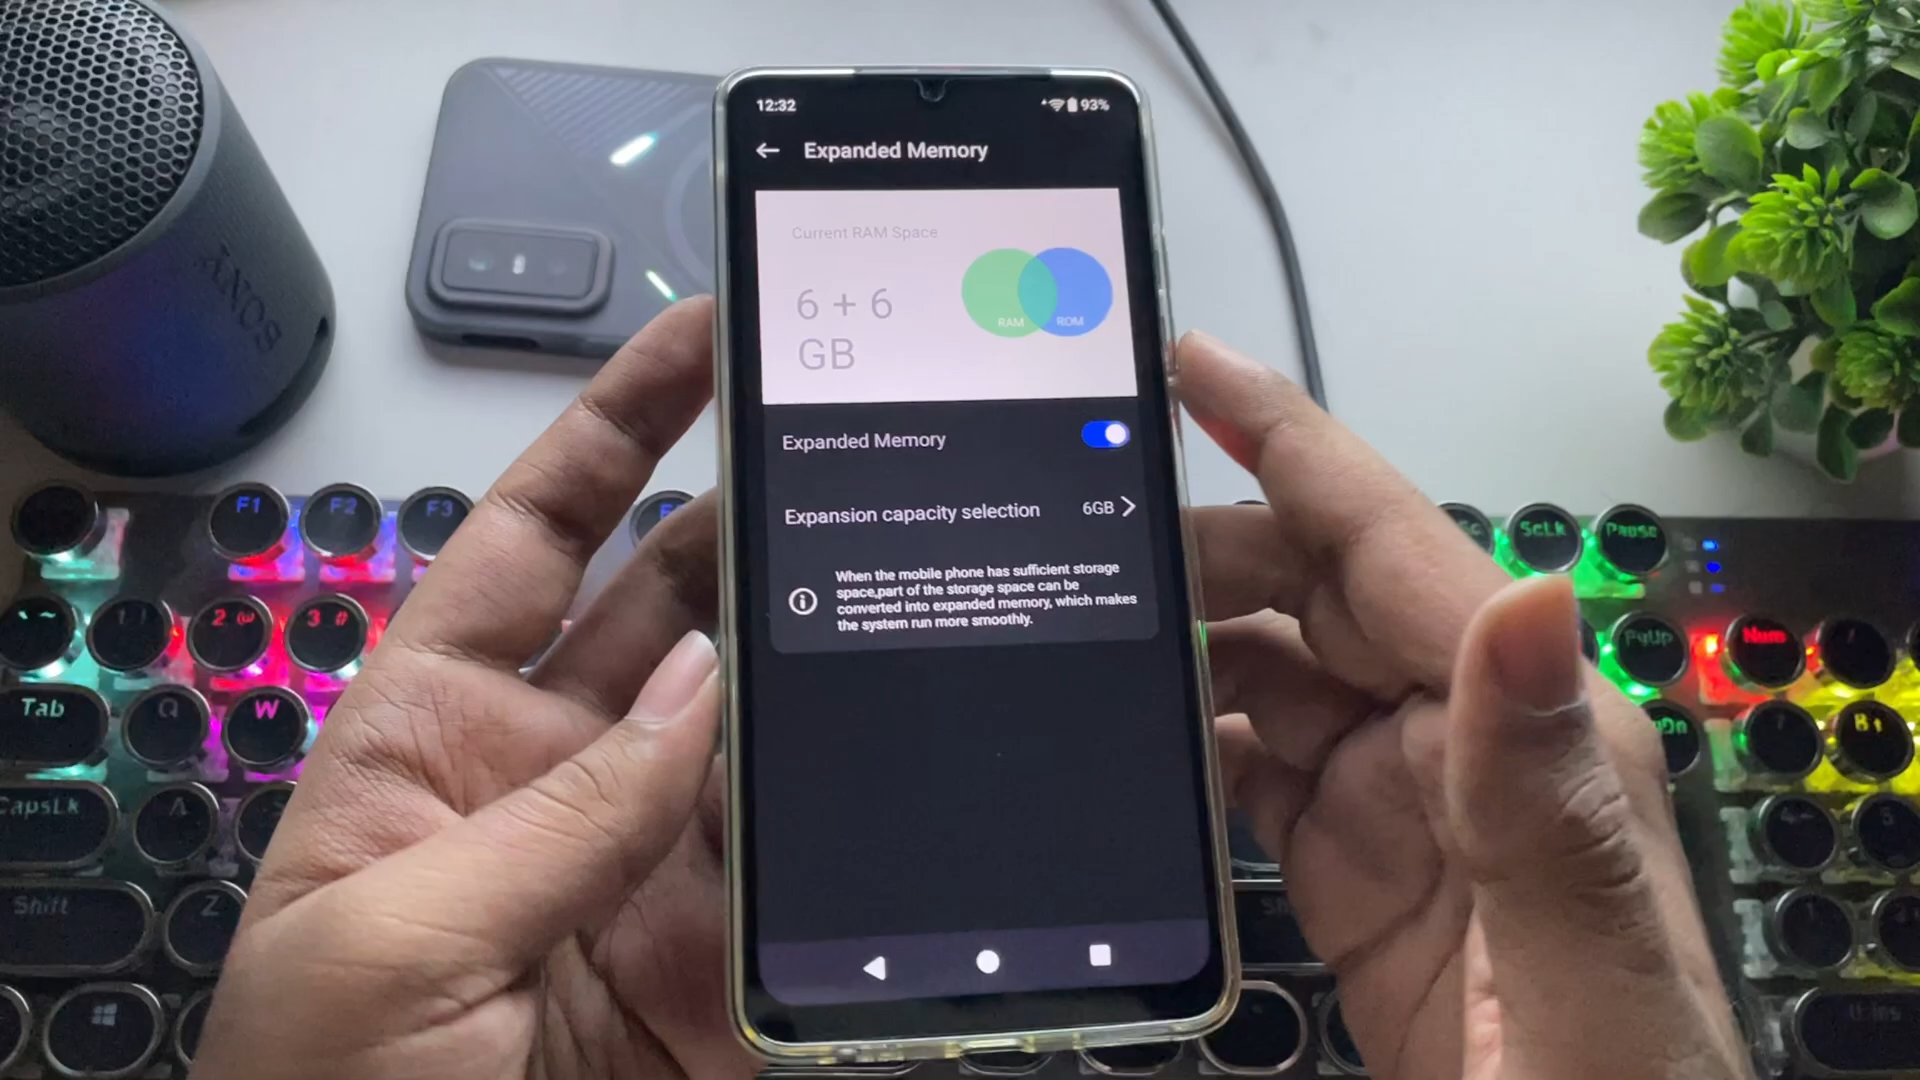 12:32
93%
Expanded Memory
Current RAM Space
6 + 6
GB
RAM
ROM
Expanded Memory
Expansion capacity selection
6GB
When the mobile phone has sufficient storage
space,part of the storage space can be
converted into expanded memory, which makes
the system run more smoothly.
SONY
F1
F2
F3
ScLk
Pause
2 @
3 #
PgUp
Num
Tab
Q
W
CapsLk
A
Shift
Z